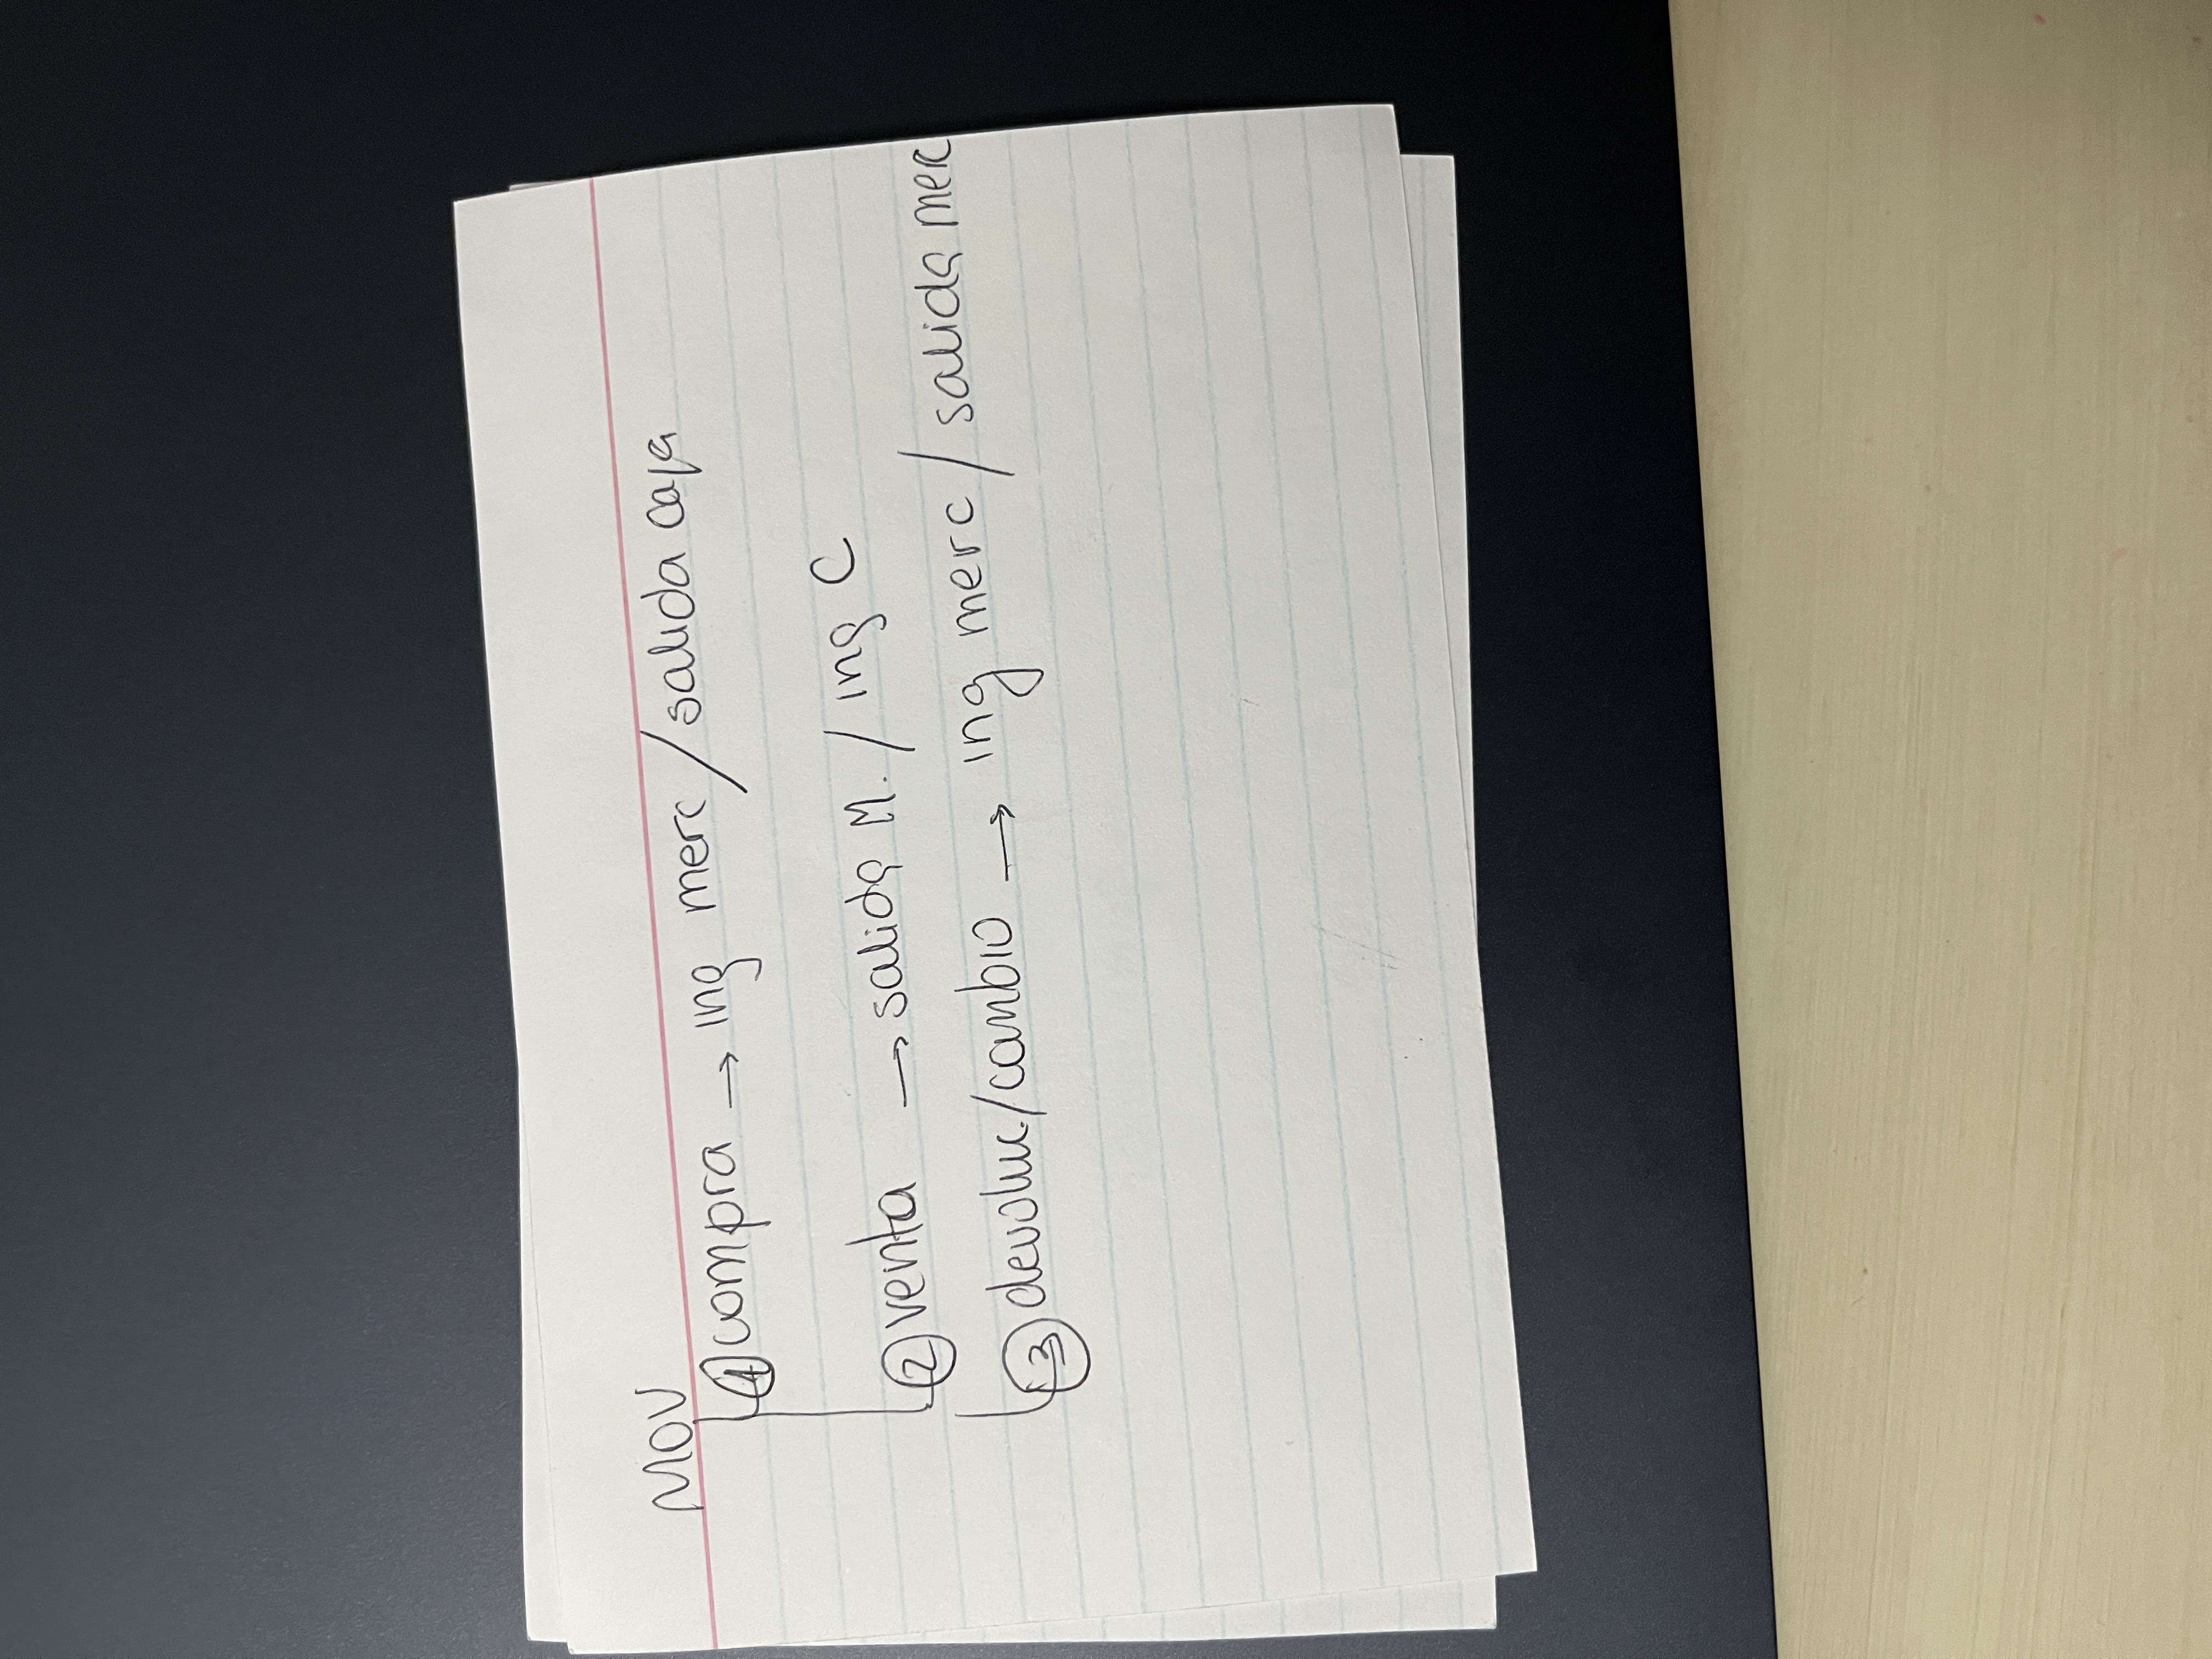 MOV
① compra → ing merc / salida caja
② venta → salida M. / ing C
③ devoluc./cambio → ing merc / salida merc